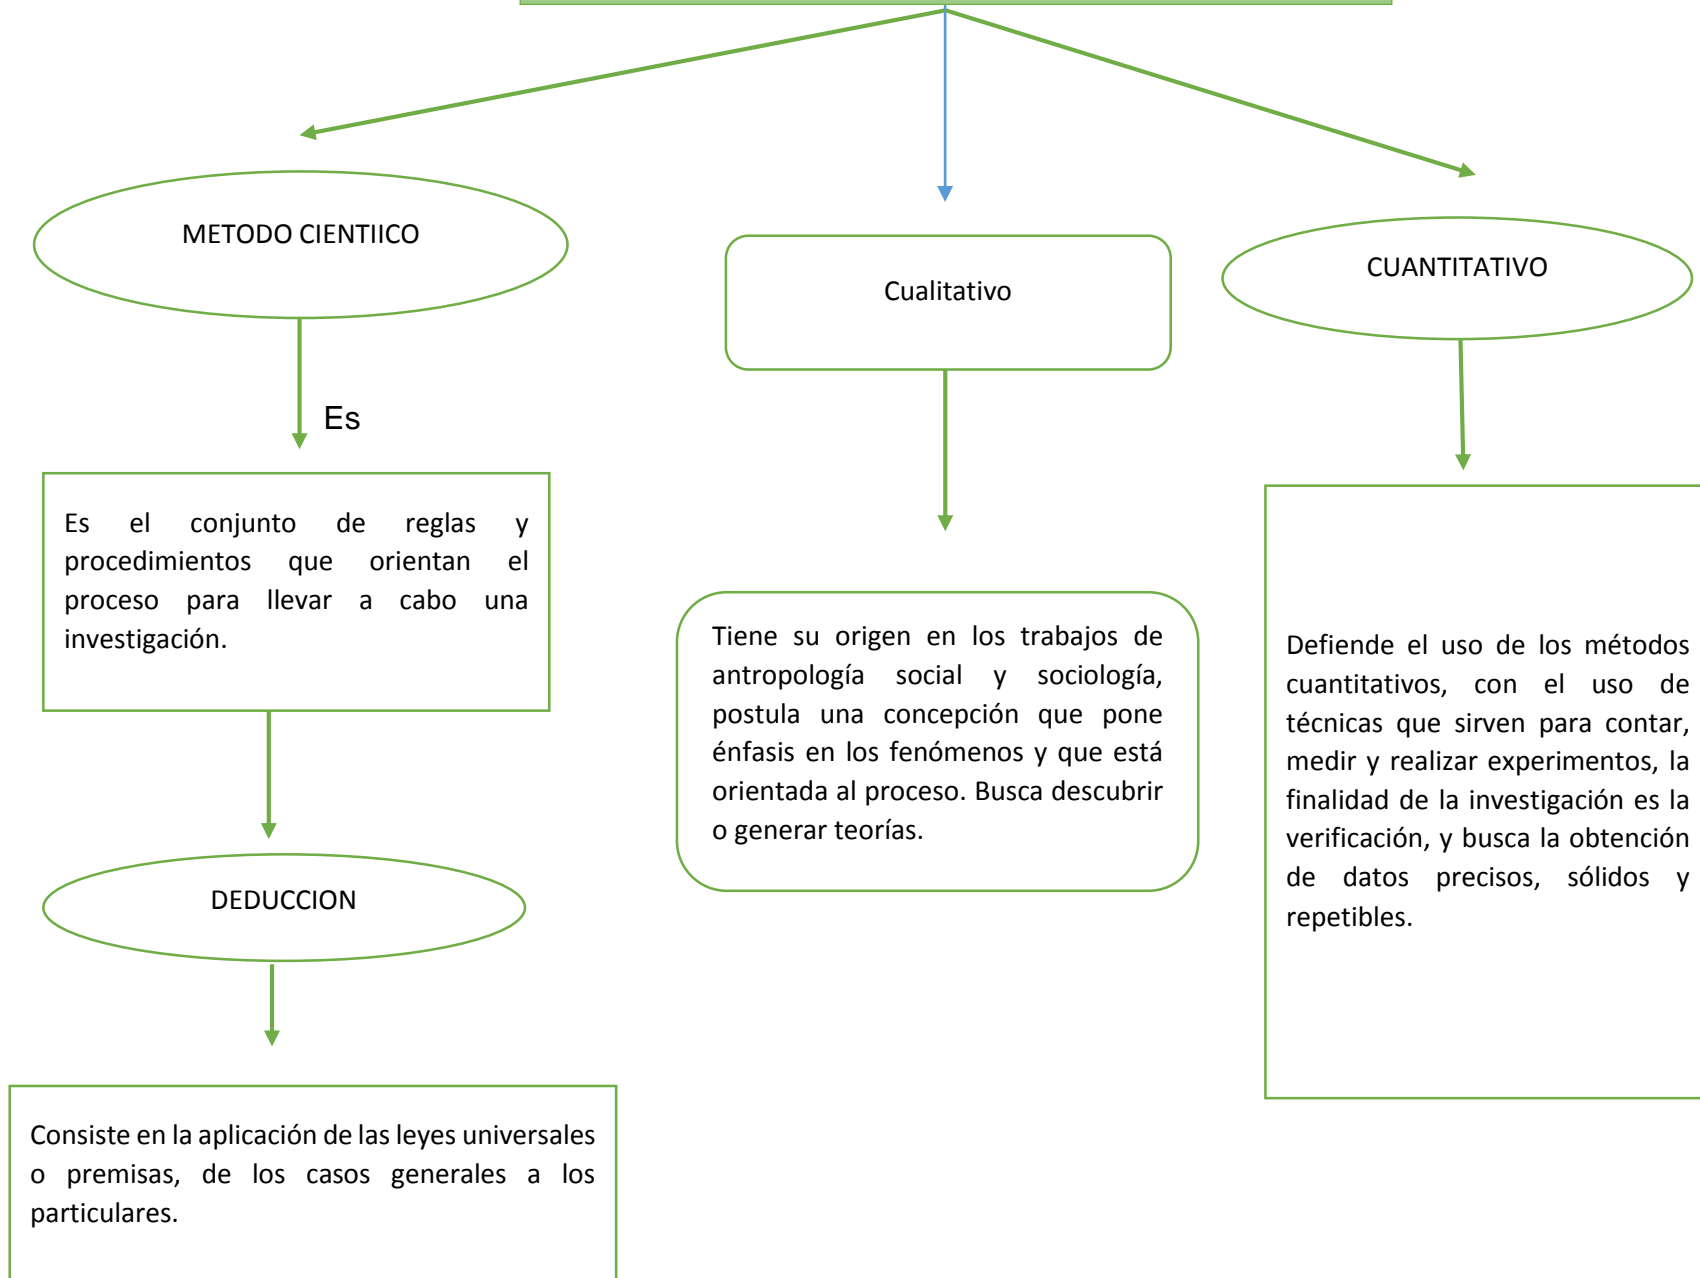 METODO CIENTIICO
Es
Es el conjunto de reglas y
procedimientos que orientan el
proceso para llevar a cabo una
investigación.
DEDUCCION
Consiste en la aplicación de las leyes universales
o premisas, de los casos generales a los
particulares.
Cualitativo
Tiene su origen en los trabajos de
antropología social y sociología,
postula una concepción que pone
énfasis en los fenómenos y que está
orientada al proceso. Busca descubrir
o generar teorías.
CUANTITATIVO
Defiende el uso de los métodos
cuantitativos, con el uso de
técnicas que sirven para contar,
medir y realizar experimentos, la
finalidad de la investigación es la
verificación, y busca la obtención
de datos precisos, sólidos y
repetibles.